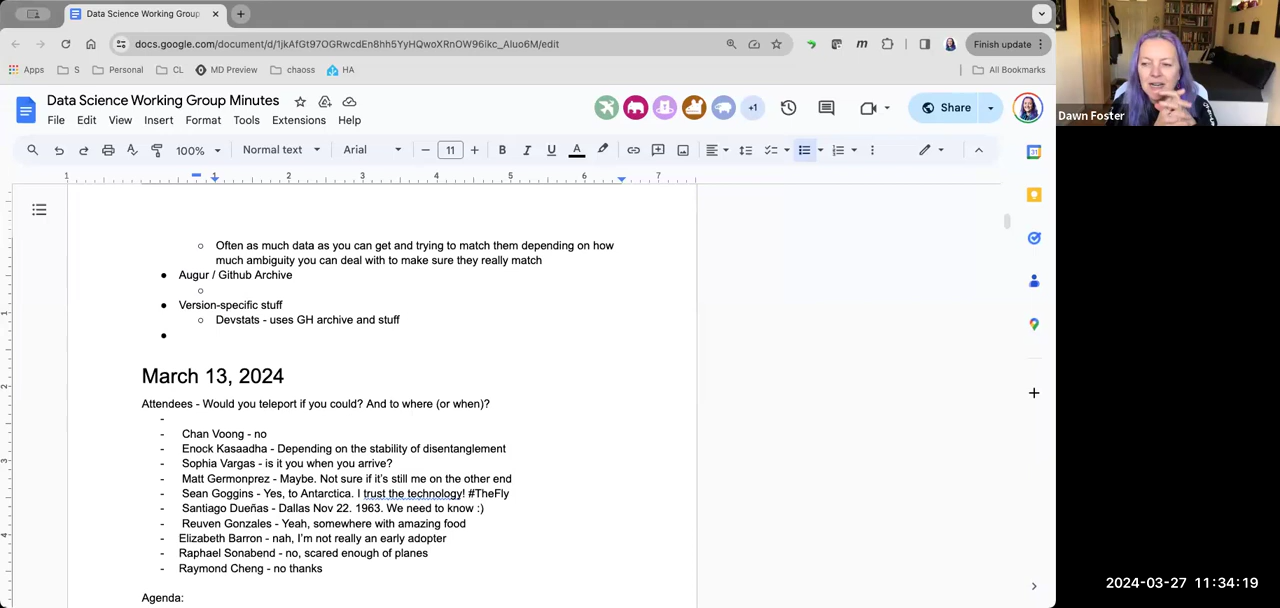 Data Science Working Group
docs.google.com/document/d/1jkAfGt97OGRwcdEn8hh5YyHQwoXRnOW96ikc_Aluo6M/edit
Finish update
Apps
S
Personal
CL
MD Preview
chaoss
HA
All Bookmarks
Data Science Working Group Minutes
File Edit View Insert Format Tools Extensions Help
+1
Share
100%
Normal text
Arial
11
1 1 2 3 4 5 6 7
Often as much data as you can get and trying to match them depending on how
much ambiguity you can deal with to make sure they really match
Augur / Github Archive
Version-specific stuff
Devstats - uses GH archive and stuff
March 13, 2024
Attendees - Would you teleport if you could? And to where (or when)?
-
- Chan Voong - no
- Enock Kasaadha - Depending on the stability of disentanglement
- Sophia Vargas - is it you when you arrive?
- Matt Germonprez - Maybe. Not sure if it's still me on the other end
- Sean Goggins - Yes, to Antarctica. I trust the technology! #TheFly
- Santiago Dueñas - Dallas Nov 22. 1963. We need to know :)
- Reuven Gonzales - Yeah, somewhere with amazing food
- Elizabeth Barron - nah, I'm not really an early adopter
- Raphael Sonabend - no, scared enough of planes
- Raymond Cheng - no thanks
Agenda:
Dawn Foster
2024-03-27 11:34:19